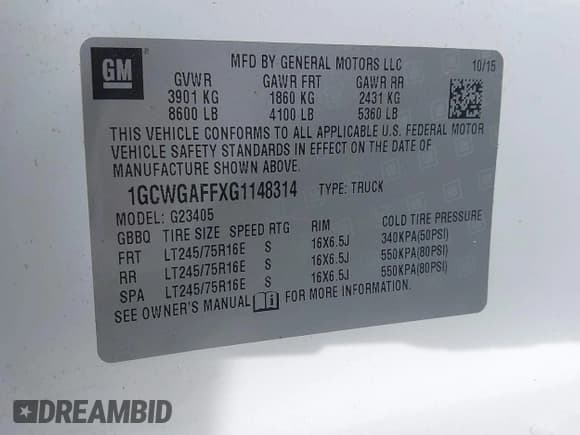 GM
®
MFD BY GENERAL MOTORS LLC 10/15
GVWR GAWR FRT GAWR RR
3901 KG 1860 KG 2431 KG
8600 LB 4100 LB 5360 LB
THIS VEHICLE CONFORMS TO ALL APPLICABLE U.S. FEDERAL MOTOR
VEHICLE SAFETY STANDARDS IN EFFECT ON THE DATE OF
MANUFACTURE SHOWN ABOVE.
1GCWGAFFXG1148314 TYPE: TRUCK
MODEL: G23405
GBBQ TIRE SIZE SPEED RTG RIM COLD TIRE PRESSURE
FRT LT245/75R16E S 16X6.5J 340KPA(50PSI)
RR LT245/75R16E S 16X6.5J 550KPA(80PSI)
SPA LT245/75R16E S 16X6.5J 550KPA(80PSI)
SEE OWNER'S MANUAL i FOR MORE INFORMATION.
DREAMBID